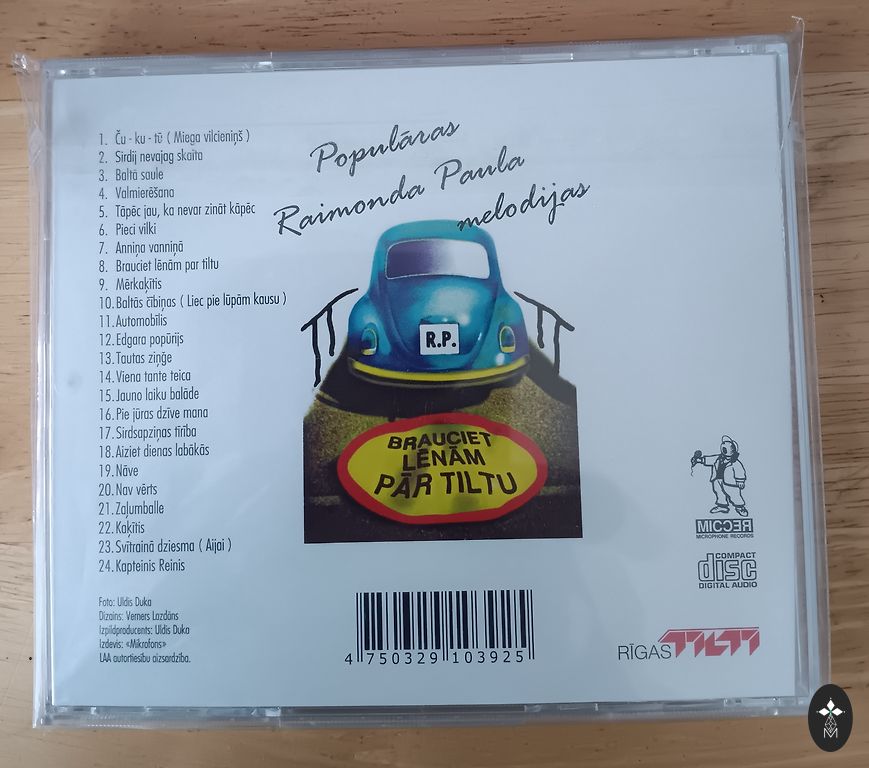 Populāras
Raimonda Paula
melodijas
1. Ču - ku - tū ( Miega vilcieniņš )
2. Sirdij nevajag skaita
3. Baltā saule
4. Valmierēšana
5. Tāpēc jau, ka nevar zināt kāpēc
6. Pieci vilki
7. Anniņa vanniņā
8. Brauciet lēnām par tiltu
9. Mērkaķītis
10. Baltās čībiņas ( Liec pie lūpām kausu )
11. Automobīlis
12. Edgara popūrijs
13. Tautas ziņģe
14. Viena tante teica
15. Jauno laiku balāde
16. Pie jūras dzīve mana
17. Sirdsapziņas tīrība
18. Aiziet dienas labākās
19. Nāve
20. Nav vērts
21. Zaļumballe
22. Kaķītis
23. Svītrainā dziesma ( Aijai )
24. Kapteinis Reinis
R.P.
BRAUCIET
LĒNĀM
PĀR TILTU
MICREC
MICROPHONE RECORDS
COMPACT
disc
DIGITAL AUDIO
Foto: Uldis Duka
Dizains: Verners Lazdāns
Izpildproducents: Uldis Duka
Izdevis: «Mikrofons»
LAA autortiesību aizsardzība.
4 750329 103925
RĪGAS TILTI
M